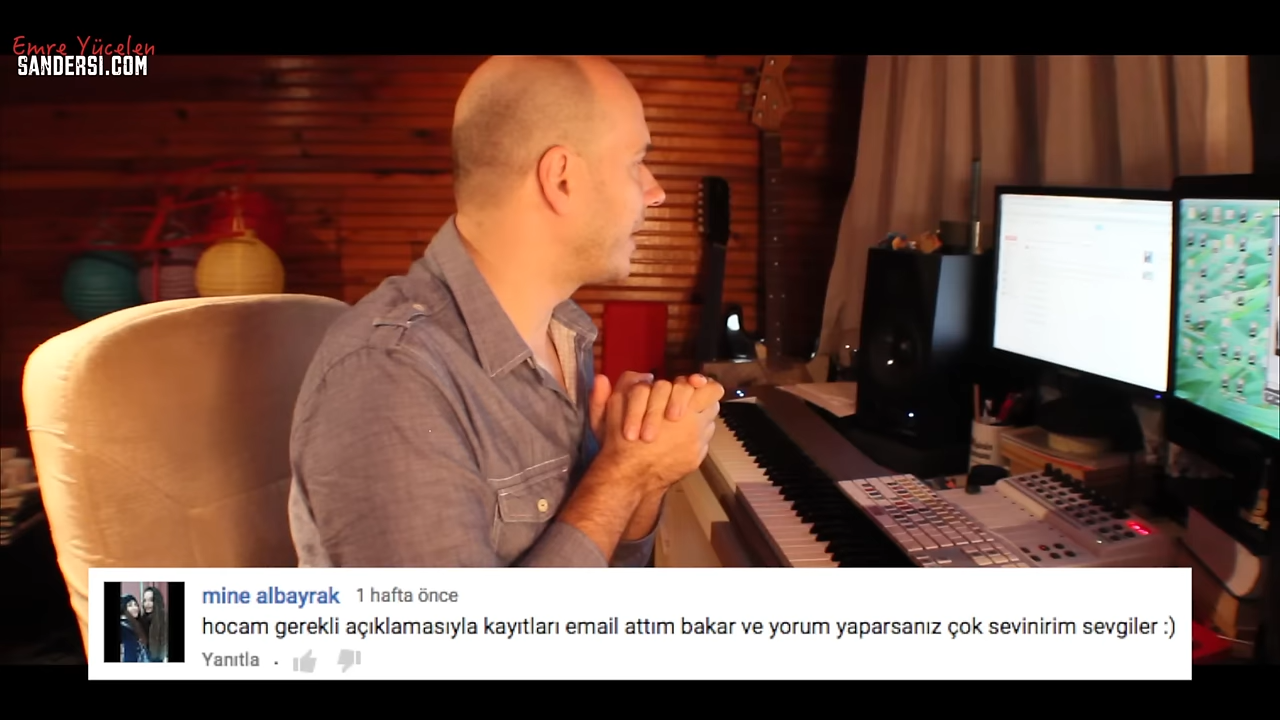 Emre Yücelen
SANDERSI.COM
mine albayrak 1 hafta önce
hocam gerekli açıklamasıyla kayıtları email attım bakar ve yorum yaparsanız çok sevinirim sevgiler :)
Yanıtla .